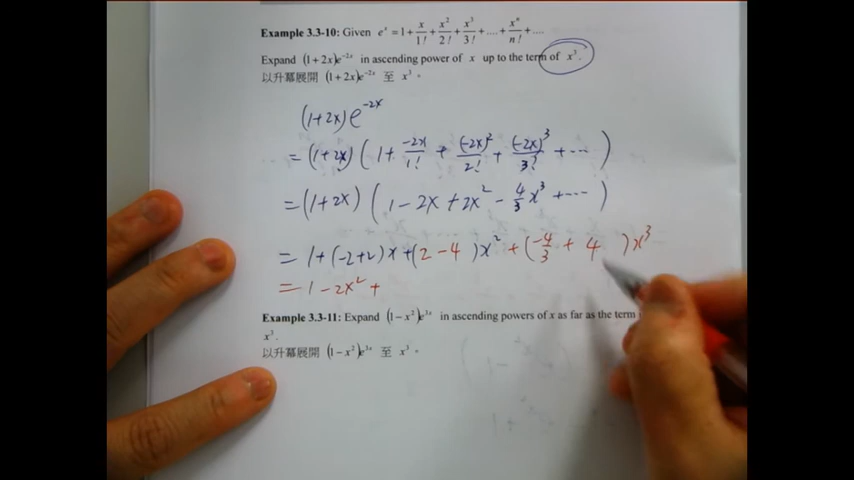 Example 3.3-10: Given e^x = 1 + x/1! + x^2/2! + x^3/3! + .... + x^n/n! + ....
Expand (1+2x)e^{-2x} in ascending power of x up to the term of x^3.
以升冪展開 (1+2x)e^{-2x} 至 x^3。
(1+2x) e^{-2x}
= (1+2x) ( 1 + -2x/1! + (-2x)^2/2! + (-2x)^3/3! + ··· )
= (1+2x) ( 1 - 2x + 2x^2 - 4/3 x^3 + ··· )
= 1 + (-2+2)x + (2-4)x^2 + (-4/3 + 4 )x^3
= 1 - 2x^2 +
Example 3.3-11: Expand (1-x^2)e^{3x} in ascending powers of x as far as the term
x^3.
以升冪展開 (1-x^2)e^{3x} 至 x^3。